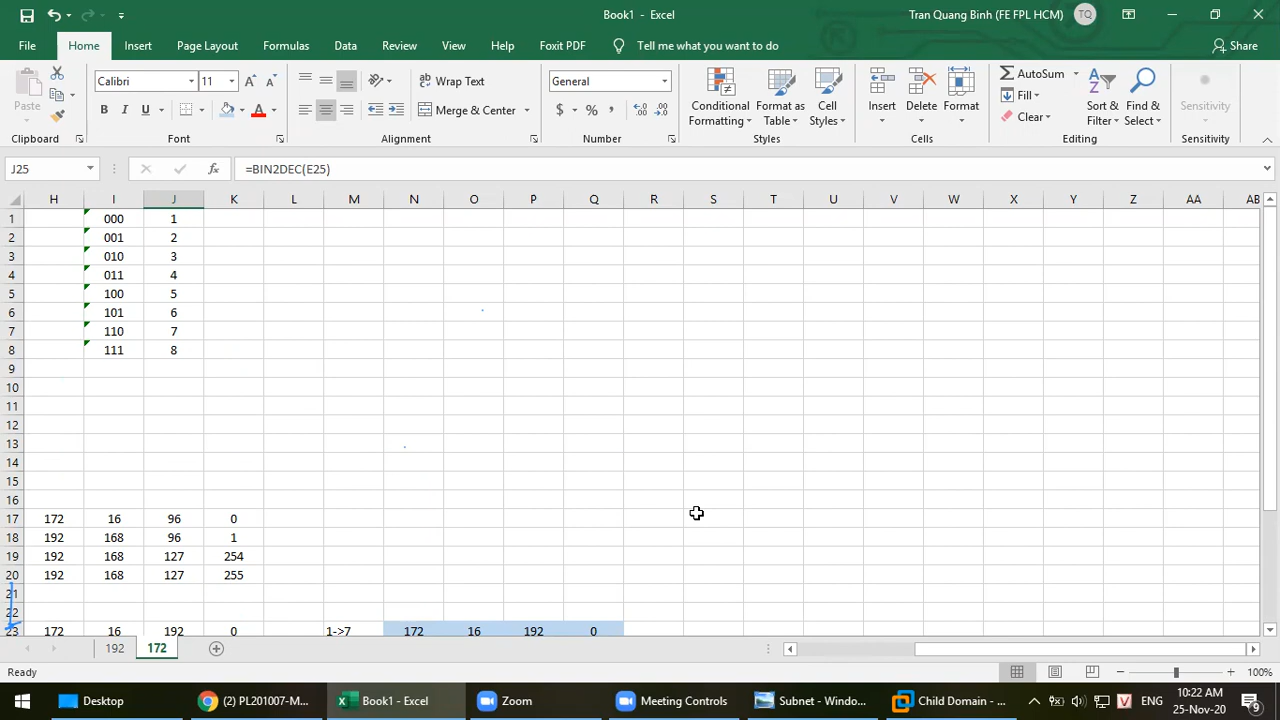 Book1 - Excel
Tran Quang Binh (FE FPL HCM)
TQ
File Home Insert Page Layout Formulas Data Review View Help Foxit PDF Tell me what you want to do Share
Paste
Calibri 11
B I U
Wrap Text
Merge & Center
General
$ % ,
Conditional Formatting
Format as Table
Cell Styles
Insert
Delete
Format
AutoSum
Fill
Clear
Sort & Filter
Find & Select
Sensitivity
Clipboard Font Alignment Number Styles Cells Editing Sensitivity
J25 fx =BIN2DEC(E25)
H I J K L M N O P Q R S T U V W X Y Z AA AB
1 000 1
2 001 2
3 010 3
4 011 4
5 100 5
6 101 6
7 110 7
8 111 8
9
10
11
12
13
14
15
16
17 172 16 96 0
18 192 168 96 1
19 192 168 127 254
20 192 168 127 255
21
22
23 172 16 192 0 1->7 172 16 192 0
192 172
Ready 100%
Desktop (2) PL201007-M... Book1 - Excel Zoom Meeting Controls Subnet - Window... Child Domain - ... V ENG 10:22 AM 25-Nov-20 9